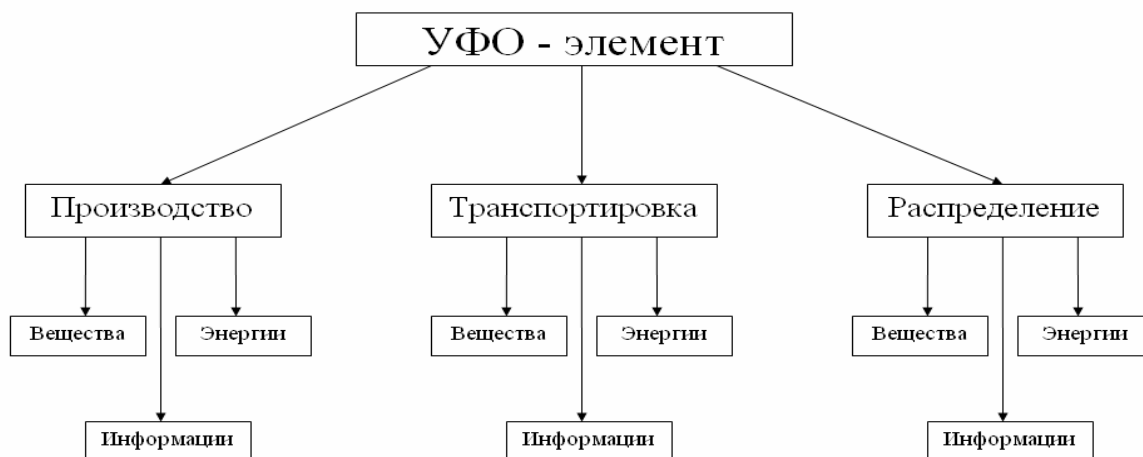 УФО - элемент
Производство
Транспортировка
Распределение
Вещества
Энергии
Вещества
Энергии
Вещества
Энергии
Информации
Информации
Информации